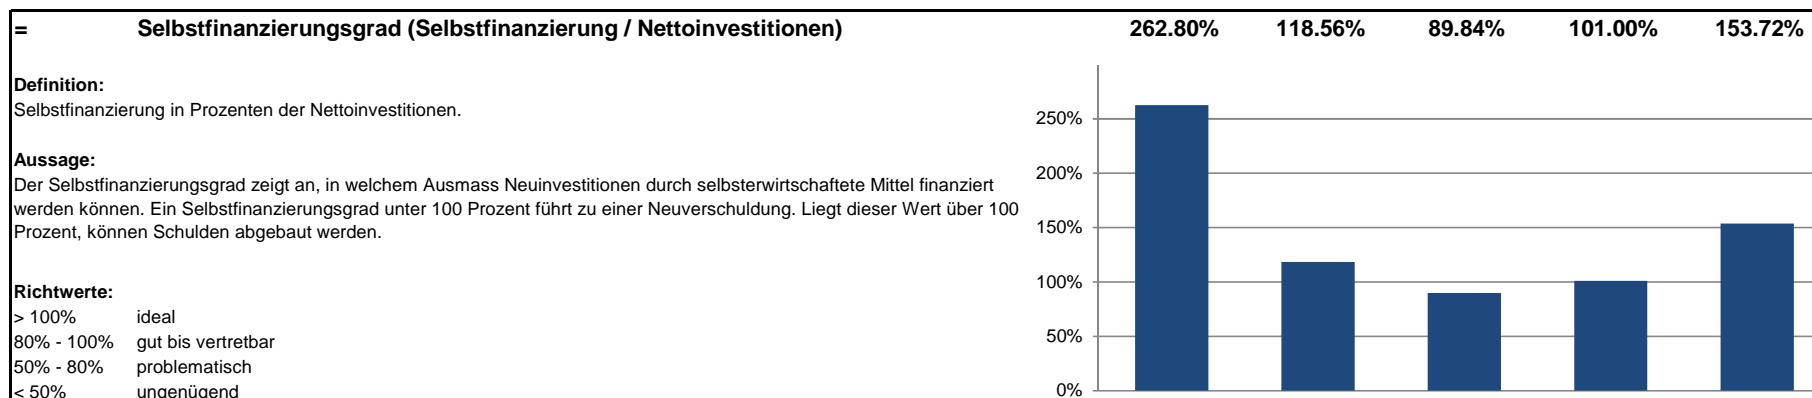 = Selbstfinanzierungsgrad (Selbstfinanzierung / Nettoinvestitionen) 262.80% 118.56% 89.84% 101.00% 153.72%
Definition:
Selbstfinanzierung in Prozenten der Nettoinvestitionen.
Aussage:
Der Selbstfinanzierungsgrad zeigt an, in welchem Ausmass Neuinvestitionen durch selbsterwirtschaftete Mittel finanziert
werden können. Ein Selbstfinanzierungsgrad unter 100 Prozent führt zu einer Neuverschuldung. Liegt dieser Wert über 100
Prozent, können Schulden abgebaut werden.
Richtwerte:
> 100% ideal
80% - 100% gut bis vertretbar
50% - 80% problematisch
< 50% ungenügend
250%
200%
150%
100%
50%
0%